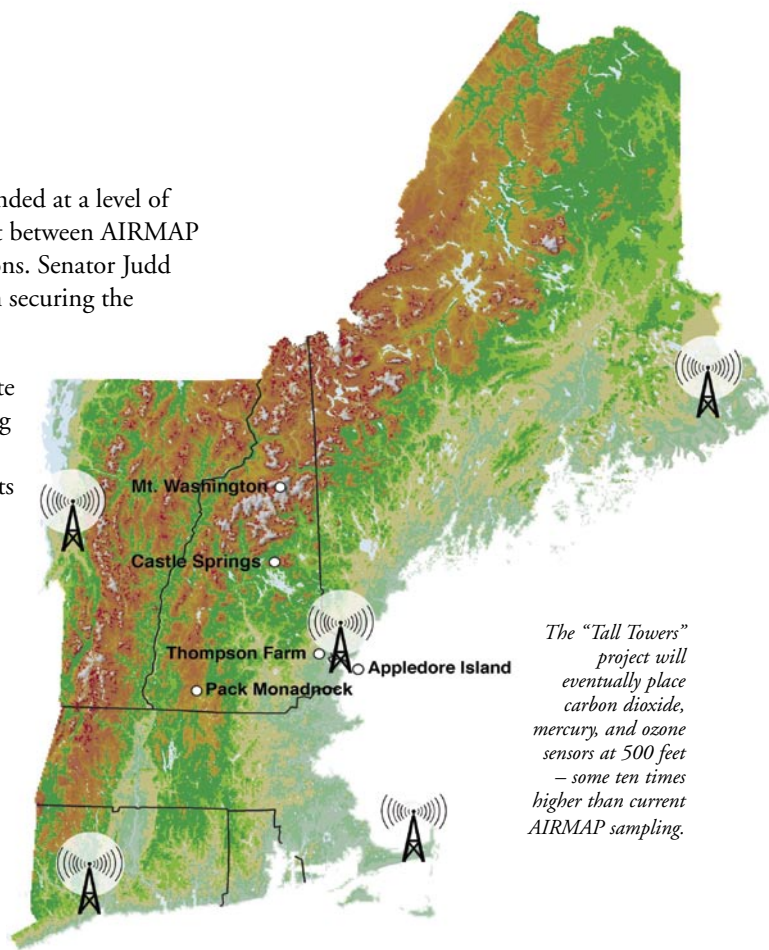 nded at a level of
t between AIRMAP
ons. Senator Judd
n securing the
te
g
ts
Mt. Washington
Castle Springs
Thompson Farm
Appledore Island
Pack Monadnock
The “Tall Towers”
project will
eventually place
carbon dioxide,
mercury, and ozone
sensors at 500 feet
– some ten times
higher than current
AIRMAP sampling.